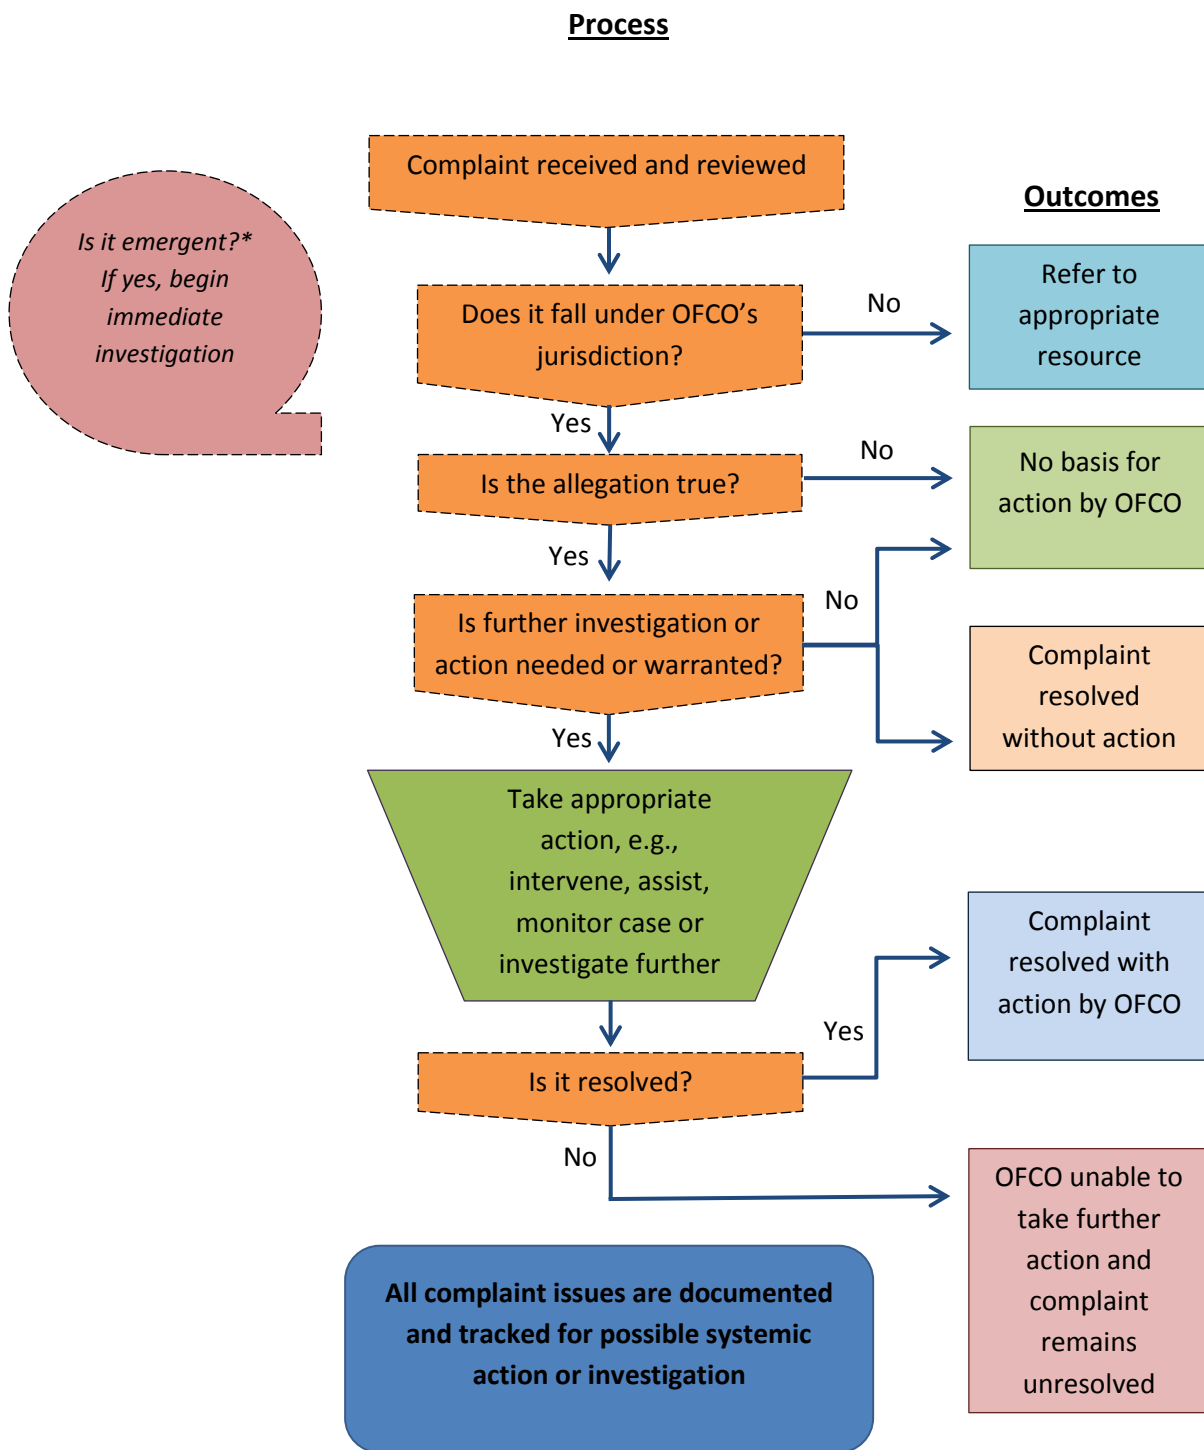 Process
Complaint received and reviewed
Is it emergent?*
If yes, begin
immediate
investigation
Outcomes
Does it fall under OFCO’s
jurisdiction?
No
Refer to
appropriate
resource
Yes
Is the allegation true?
No
No basis for
action by OFCO
Yes
Is further investigation or
action needed or warranted?
No
Complaint
resolved
without action
Yes
Take appropriate
action, e.g.,
intervene, assist,
monitor case or
investigate further
Is it resolved?
Yes
Complaint
resolved with
action by OFCO
No
OFCO unable to
take further
action and
complaint
remains
unresolved
All complaint issues are documented
and tracked for possible systemic
action or investigation